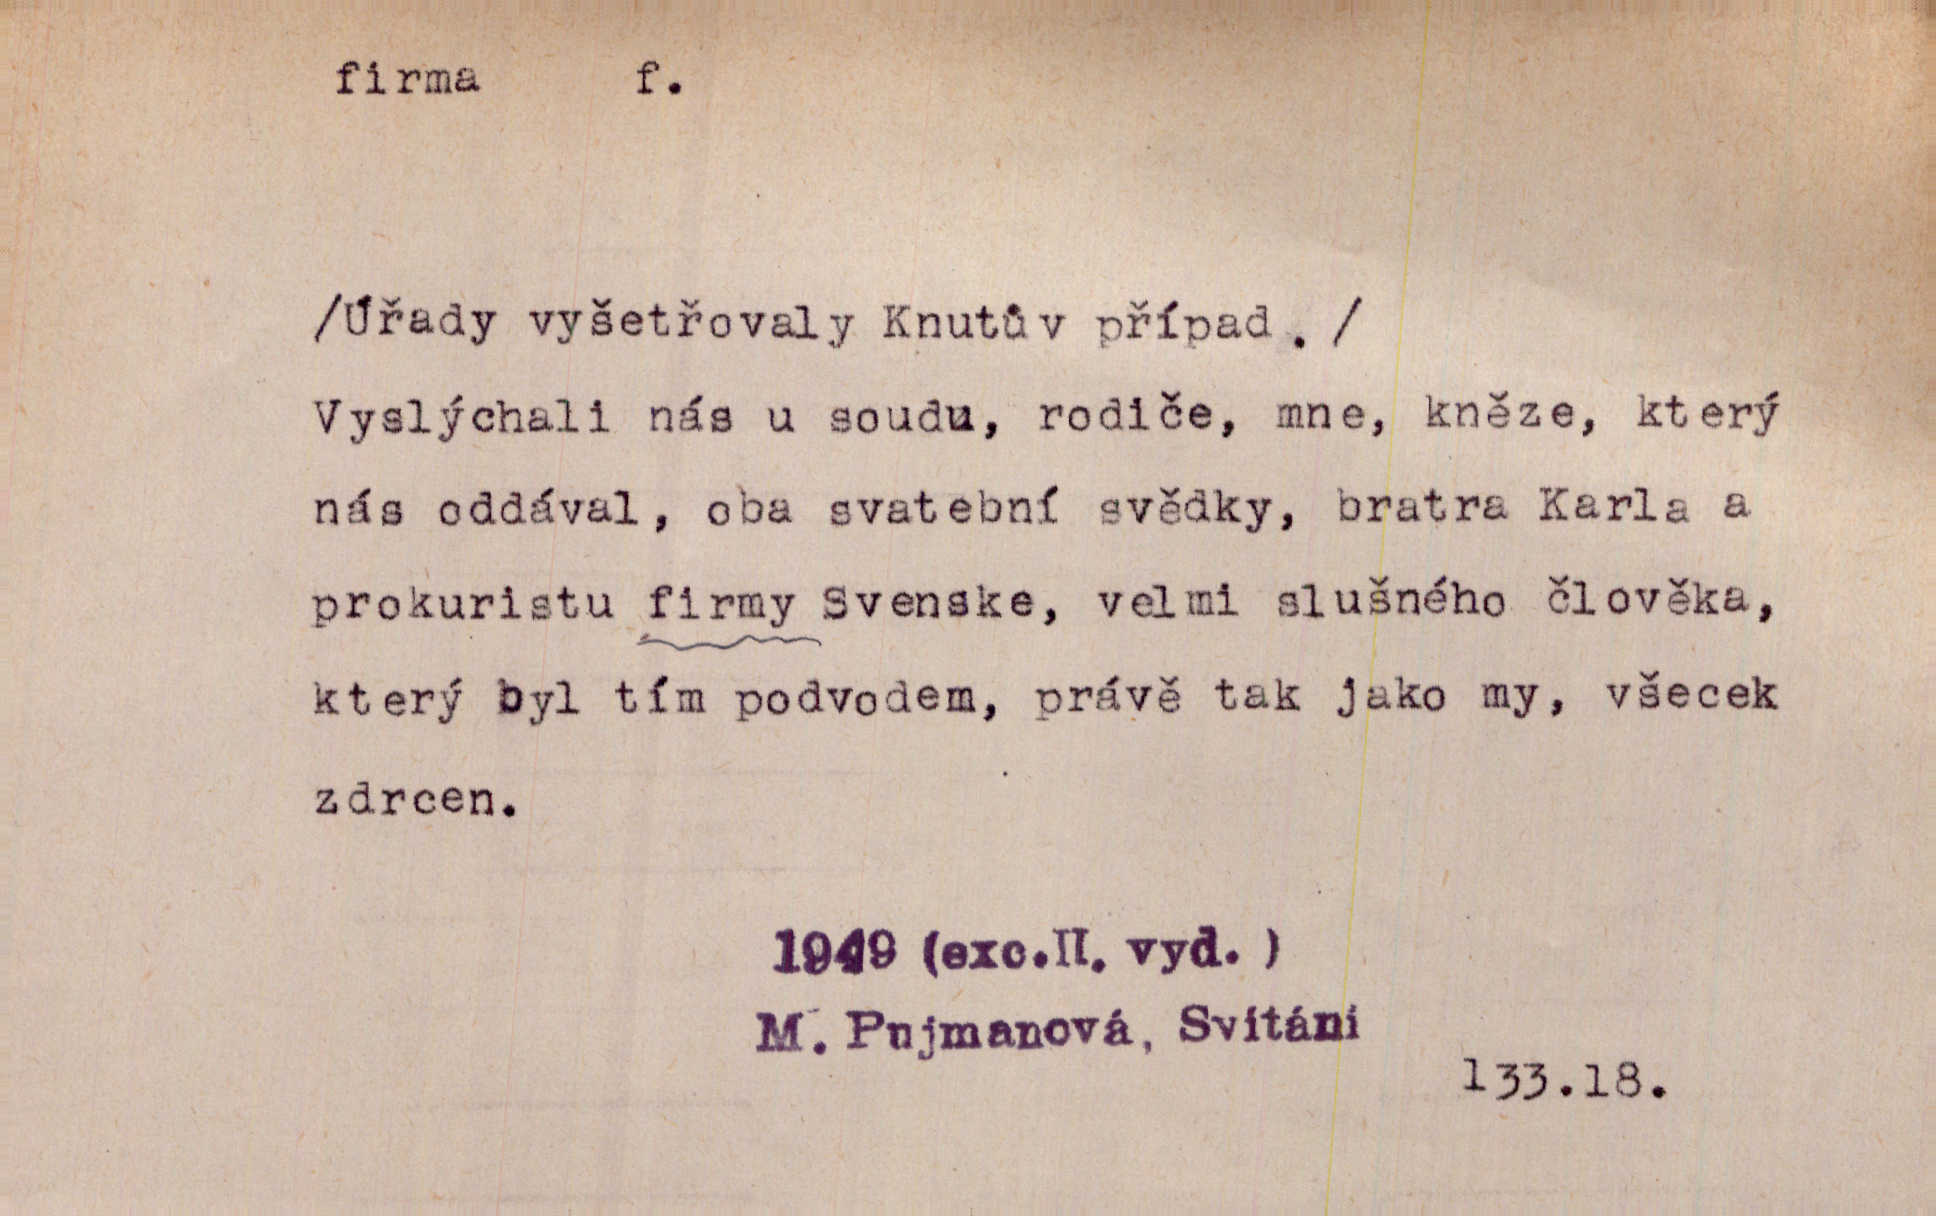 firma f.
/Úřady vyšetřovaly Knutův případ. /
Vyslýchali nás u soudu, rodiče, mne, kněze, který
nás oddával, oba svatební svědky, bratra Karla a
prokuristu firmy Svenske, velmi slušného člověka,
který byl tím podvodem, právě tak jako my, všecek
zdrcen.
1949 (exc.II. vyd. )
M. Pujmanová, Svítání
133.18.